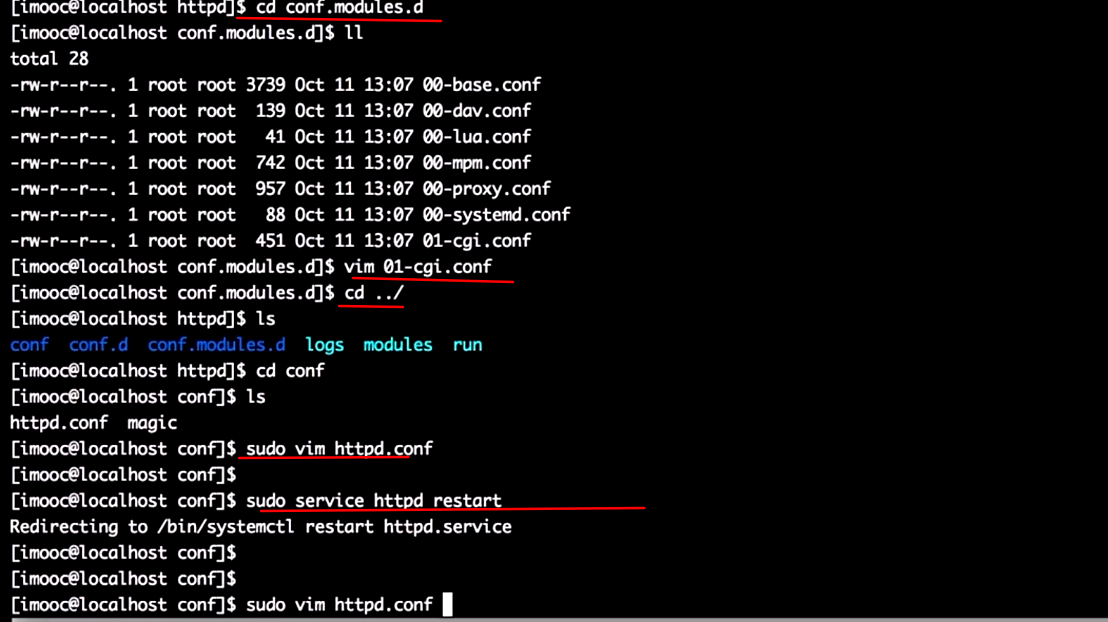 [imooc@localhost httpd]$ cd conf.modules.d
[imooc@localhost conf.modules.d]$ ll
total 28
-rw-r--r--. 1 root root 3739 Oct 11 13:07 00-base.conf
-rw-r--r--. 1 root root  139 Oct 11 13:07 00-dav.conf
-rw-r--r--. 1 root root   41 Oct 11 13:07 00-lua.conf
-rw-r--r--. 1 root root  742 Oct 11 13:07 00-mpm.conf
-rw-r--r--. 1 root root  957 Oct 11 13:07 00-proxy.conf
-rw-r--r--. 1 root root   88 Oct 11 13:07 00-systemd.conf
-rw-r--r--. 1 root root  451 Oct 11 13:07 01-cgi.conf
[imooc@localhost conf.modules.d]$ vim 01-cgi.conf
[imooc@localhost conf.modules.d]$ cd ../
[imooc@localhost httpd]$ ls
conf  conf.d  conf.modules.d  logs  modules  run
[imooc@localhost httpd]$ cd conf
[imooc@localhost conf]$ ls
httpd.conf  magic
[imooc@localhost conf]$ sudo vim httpd.conf
[imooc@localhost conf]$
[imooc@localhost conf]$ sudo service httpd restart
Redirecting to /bin/systemctl restart httpd.service
[imooc@localhost conf]$
[imooc@localhost conf]$
[imooc@localhost conf]$ sudo vim httpd.conf